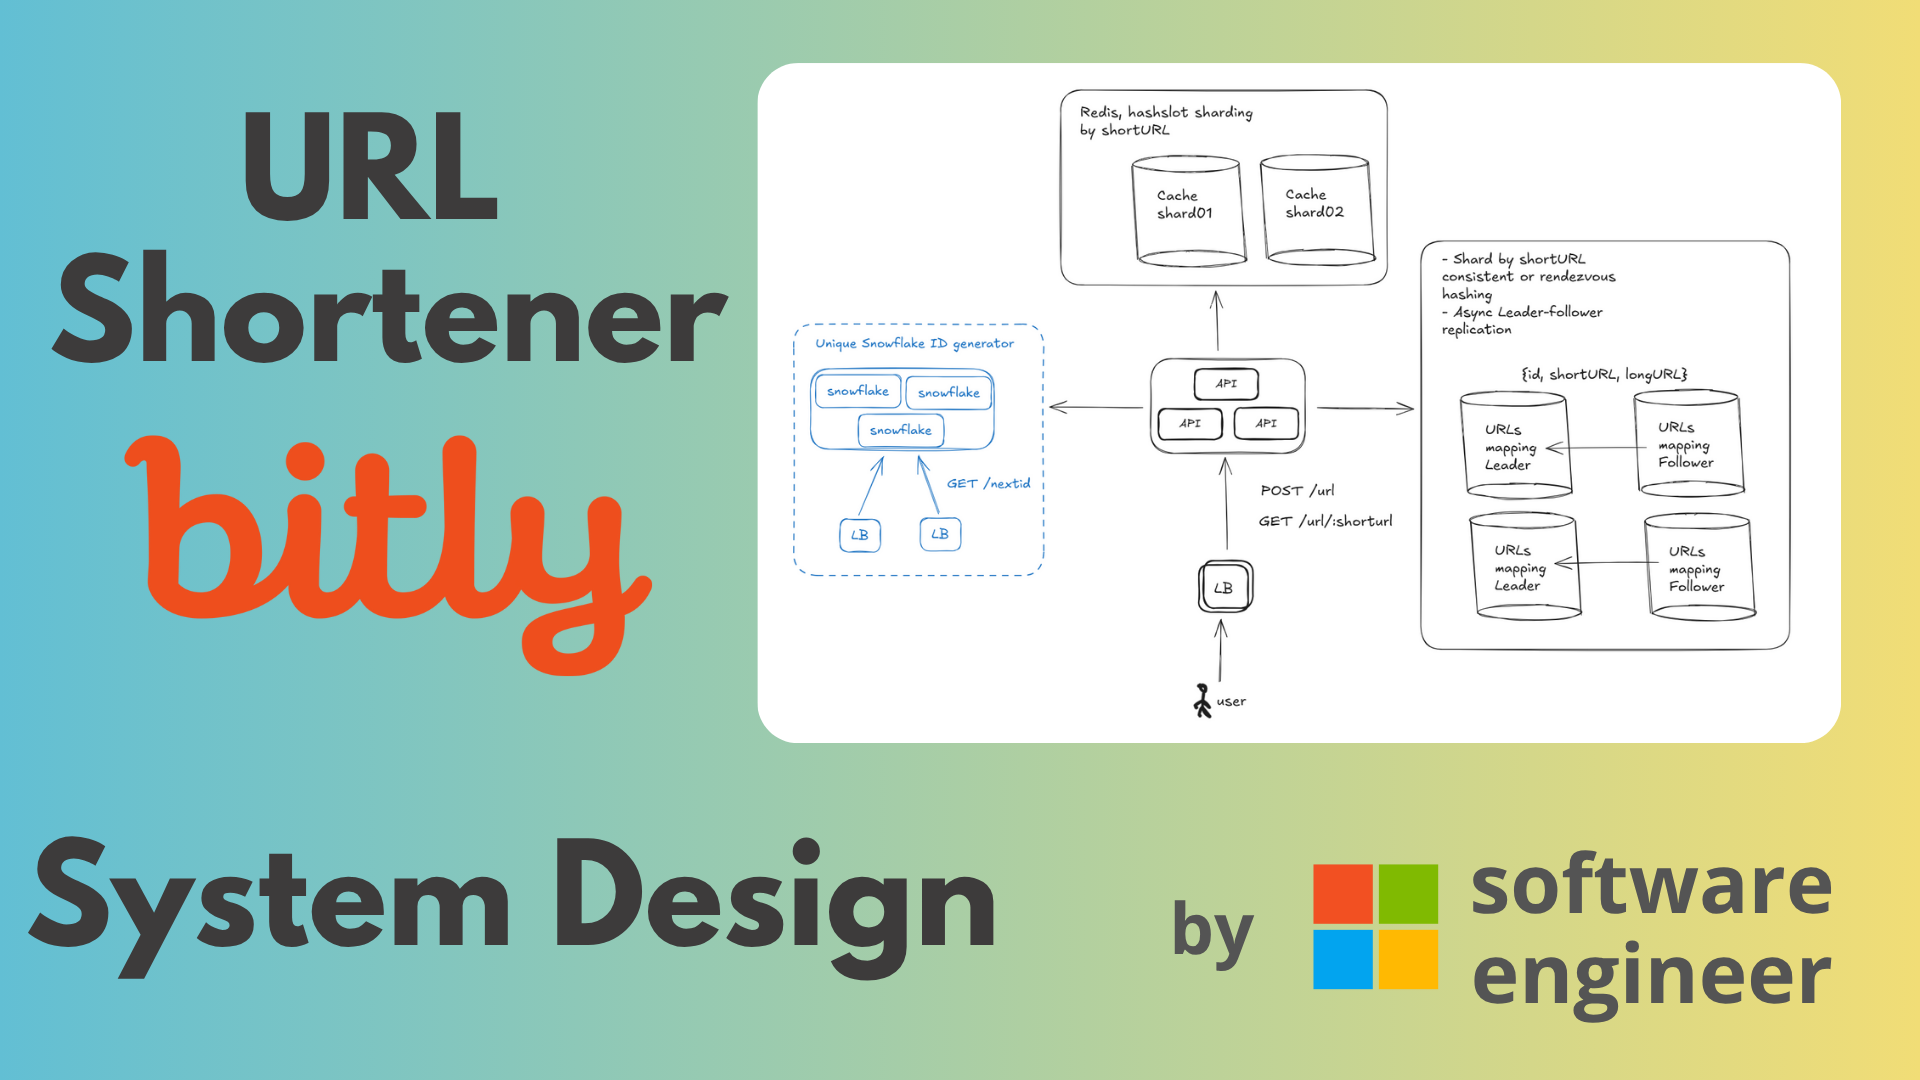 URL
Shortener
bitly
System Design
by
software
engineer
Redis, hashslot sharding
by shortURL
Cache
shard01
Cache
shard02
Unique Snowflake ID generator
snowflake
snowflake
snowflake
GET /nextid
LB
LB
API
API
API
POST /url
GET /url/:shorturl
LB
user
- Shard by shortURL
consistent or rendezvous
hashing
- Async Leader-follower
replication
{id, shortURL, longURL}
URLs
mapping
Leader
URLs
mapping
Follower
URLs
mapping
Leader
URLs
mapping
Follower